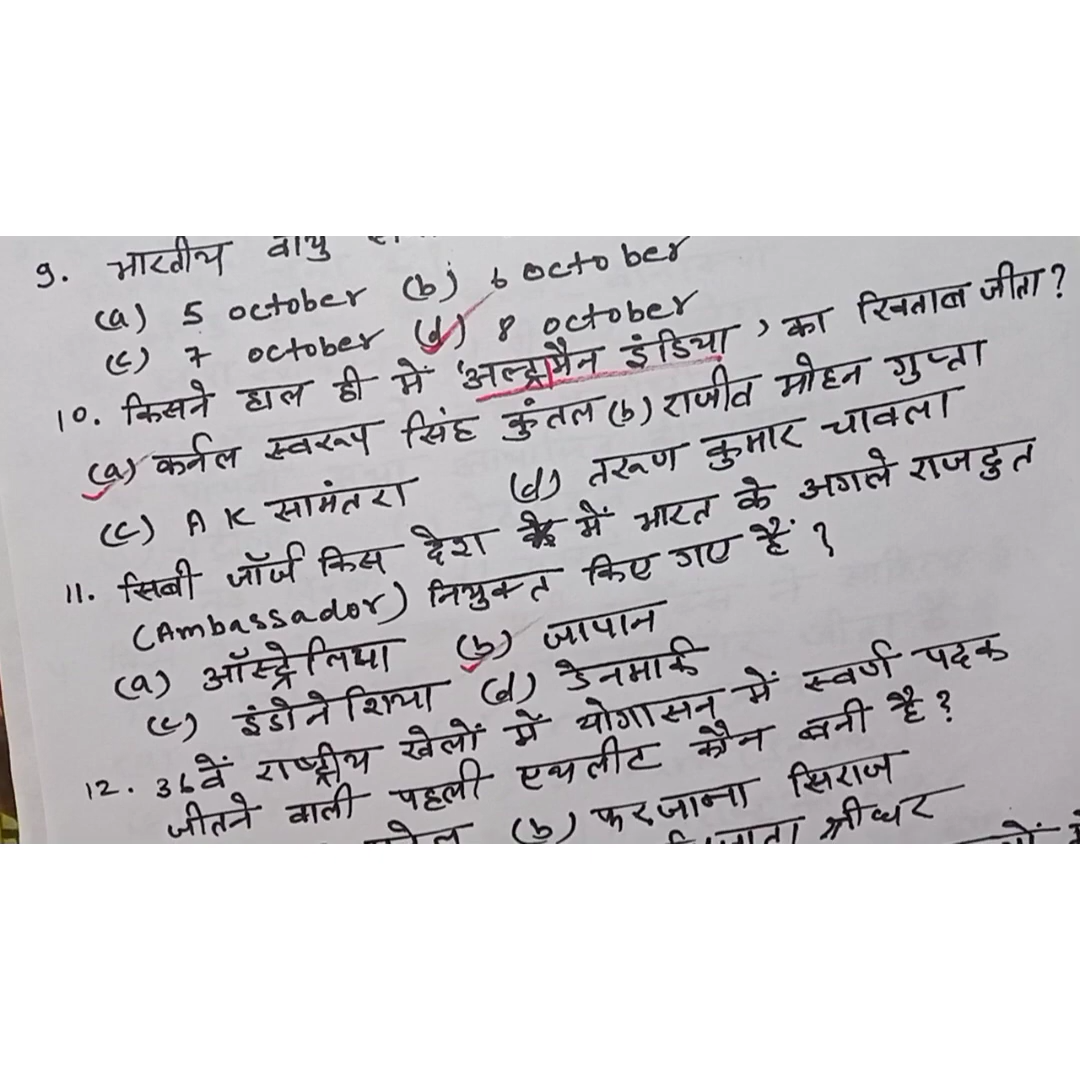 9. भारतीय वायु
(a) 5 october (b) 6 october
(c) 7 october (d) 8 october
10. किसने हाल ही में 'अल्ट्रामैन इंडिया' का खिताब जीता?
(a) कर्नल स्वरूप सिंह कुंतल (b) राजीव मोहन गुप्ता
(c) A K सामंतरा (d) तरूण कुमार चावला
11. सिबी जॉर्ज किस देश में भारत के अगले राजदुत
(Ambassador) नियुक्त किए गए हैं ?
(a) ऑस्ट्रेलिया (b) जापान
(c) इंडोनेशिया (d) डेनमार्क
12. 36वें राष्ट्रीय खेलों में योगासन में स्वर्ण पदक
जीतने वाली पहली एथलीट कौन बनी है ?
(b) फरजाना सिराज
श्रीधर